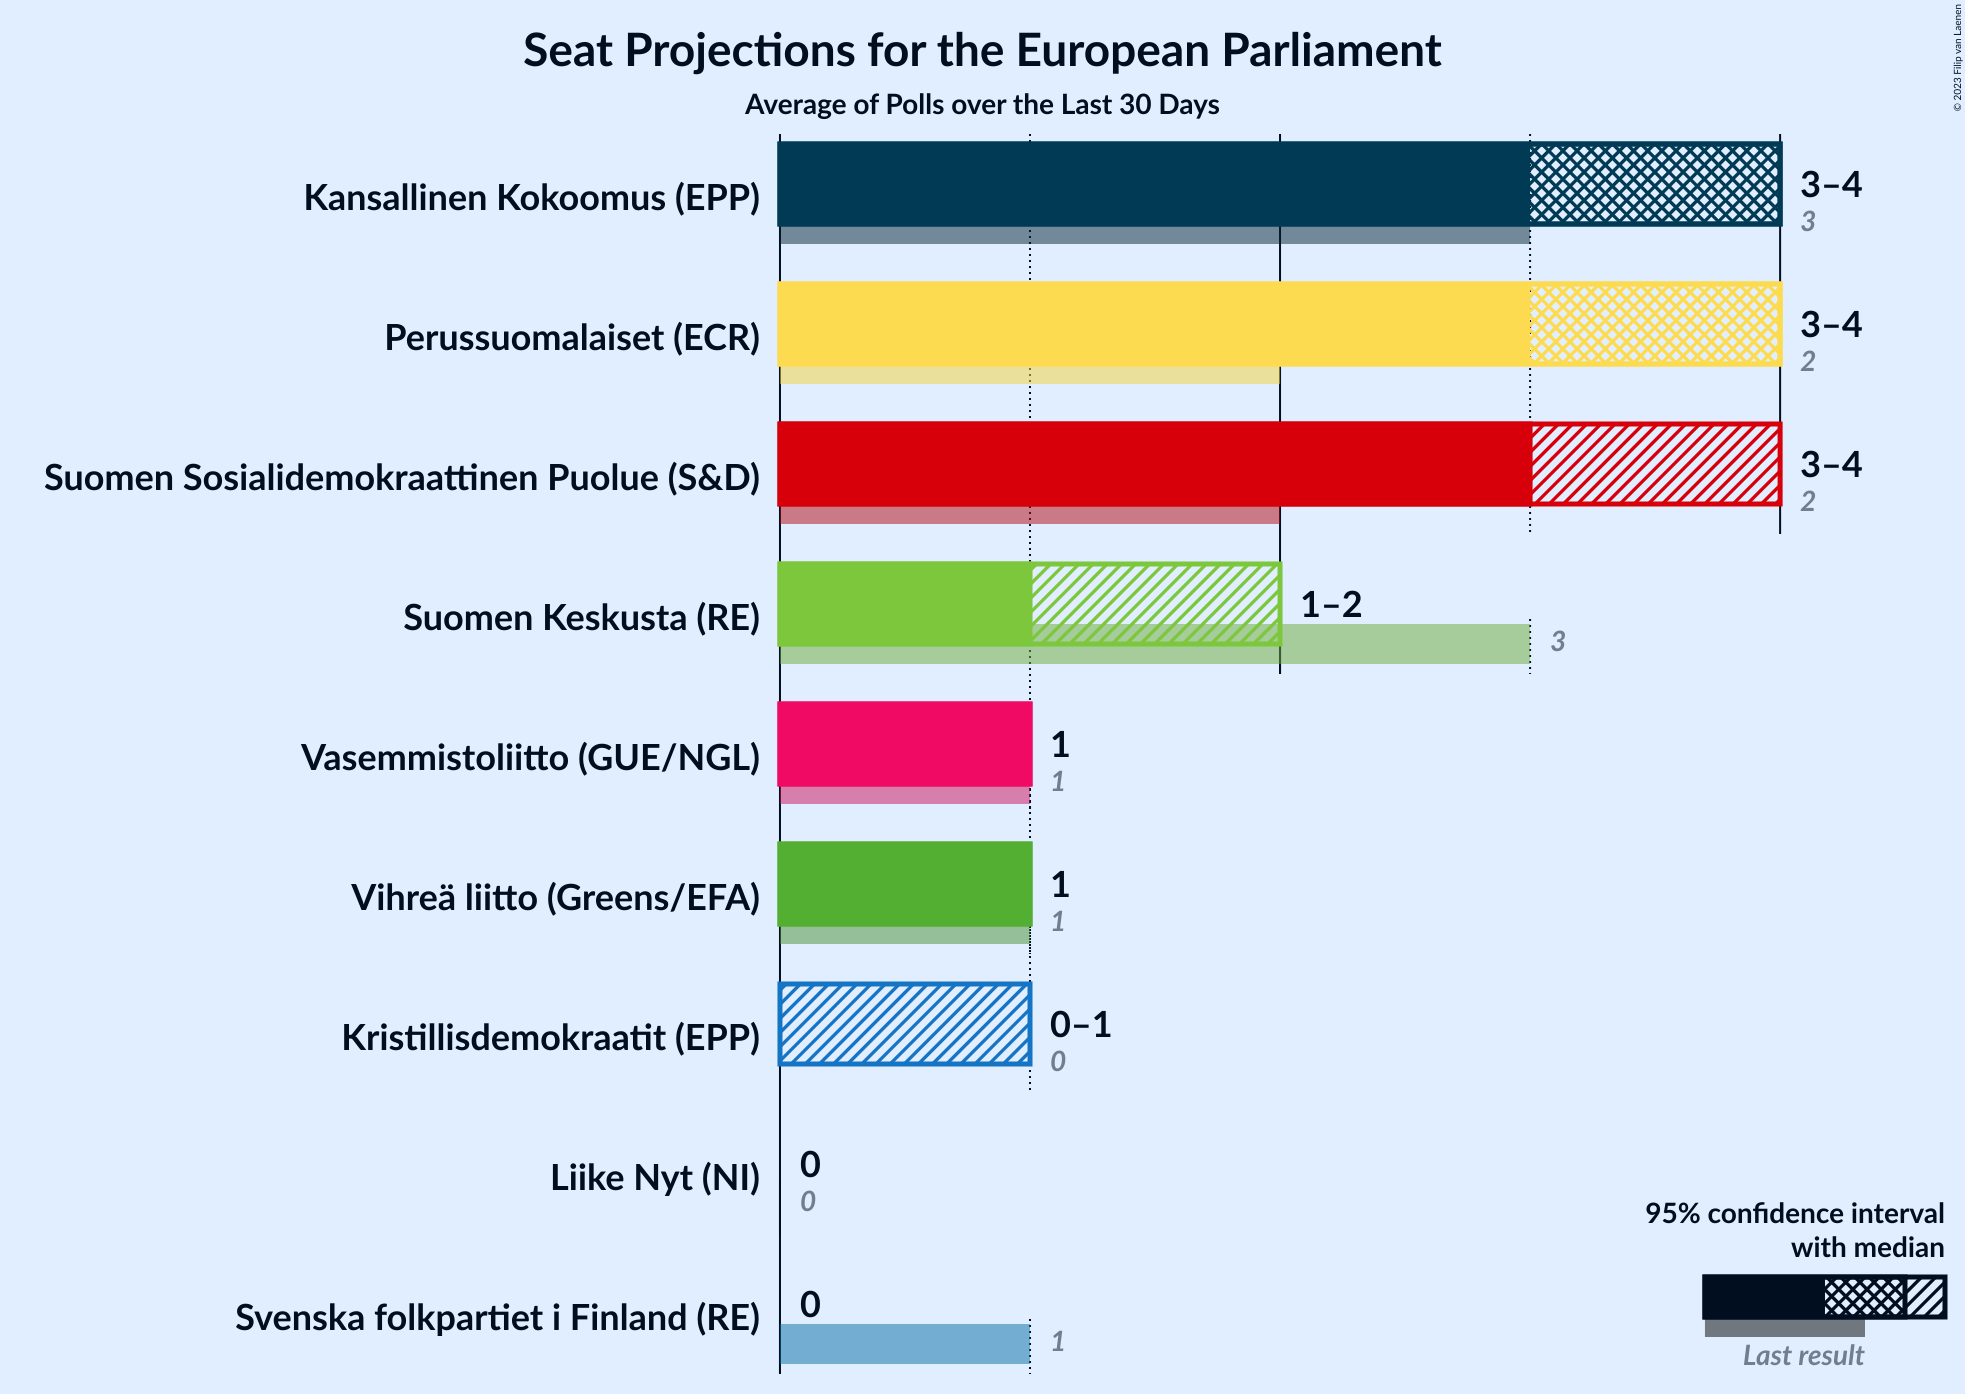 Seat Projections for the European Parliament
Average of Polls over the Last 30 Days
© 2023 Filip van Laenen
Kansallinen Kokoomus (EPP)
3–4
3
Perussuomalaiset (ECR)
3–4
2
Suomen Sosialidemokraattinen Puolue (S&D)
3–4
2
Suomen Keskusta (RE)
1–2
3
Vasemmistoliitto (GUE/NGL)
1
1
Vihreä liitto (Greens/EFA)
1
1
Kristillisdemokraatit (EPP)
0–1
0
Liike Nyt (NI)
0
0
Svenska folkpartiet i Finland (RE)
0
1
95% confidence interval
with median
Last result